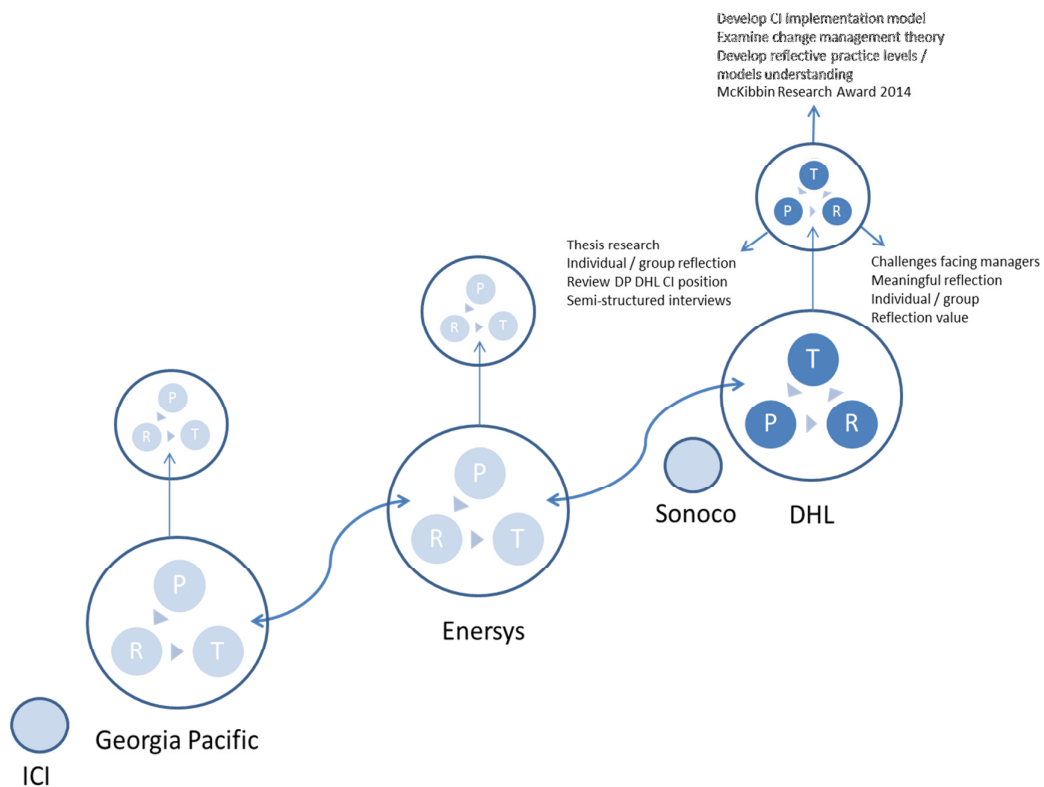 Develop CI implementation model
Examine change management theory
Develop reflective practice levels /
models understanding
McKibbin Research Award 2014
T
P
R
Thesis research
Individual / group reflection
Review DP DHL CI position
Semi-structured interviews
Challenges facing managers
Meaningful reflection
Individual / group
Reflection value
P
R
T
T
P
R
P
R
T
P
R
T
Sonoco
DHL
P
R
T
Enersys
Georgia Pacific
ICI